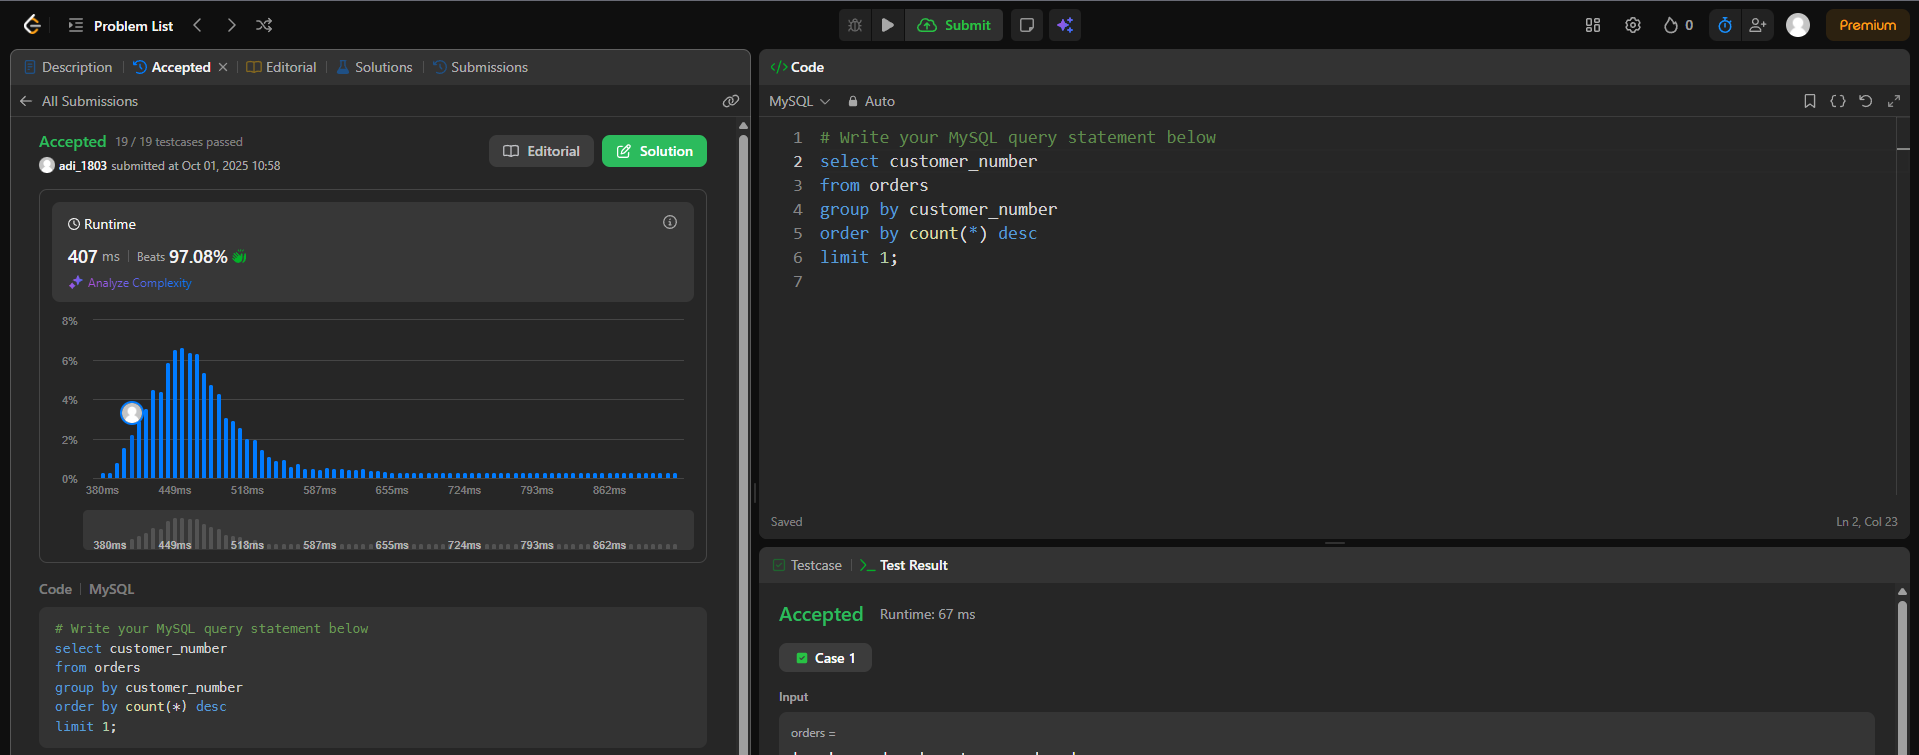 Problem List
Submit
0
Premium
Description
Accepted
Editorial
Solutions
Submissions
All Submissions
Accepted 19 / 19 testcases passed
adi_1803 submitted at Oct 01, 2025 10:58
Editorial
Solution
Runtime
407 ms Beats 97.08%
Analyze Complexity
8%
6%
4%
2%
0%
380ms 449ms 518ms 587ms 655ms 724ms 793ms 862ms
380ms 449ms 518ms 587ms 655ms 724ms 793ms 862ms
Code MySQL
# Write your MySQL query statement below
select customer_number
from orders
group by customer_number
order by count(*) desc
limit 1;
</> Code
MySQL Auto
1 # Write your MySQL query statement below
2 select customer_number
3 from orders
4 group by customer_number
5 order by count(*) desc
6 limit 1;
7
Saved
Ln 2, Col 23
Testcase
Test Result
Accepted Runtime: 67 ms
Case 1
Input
orders =